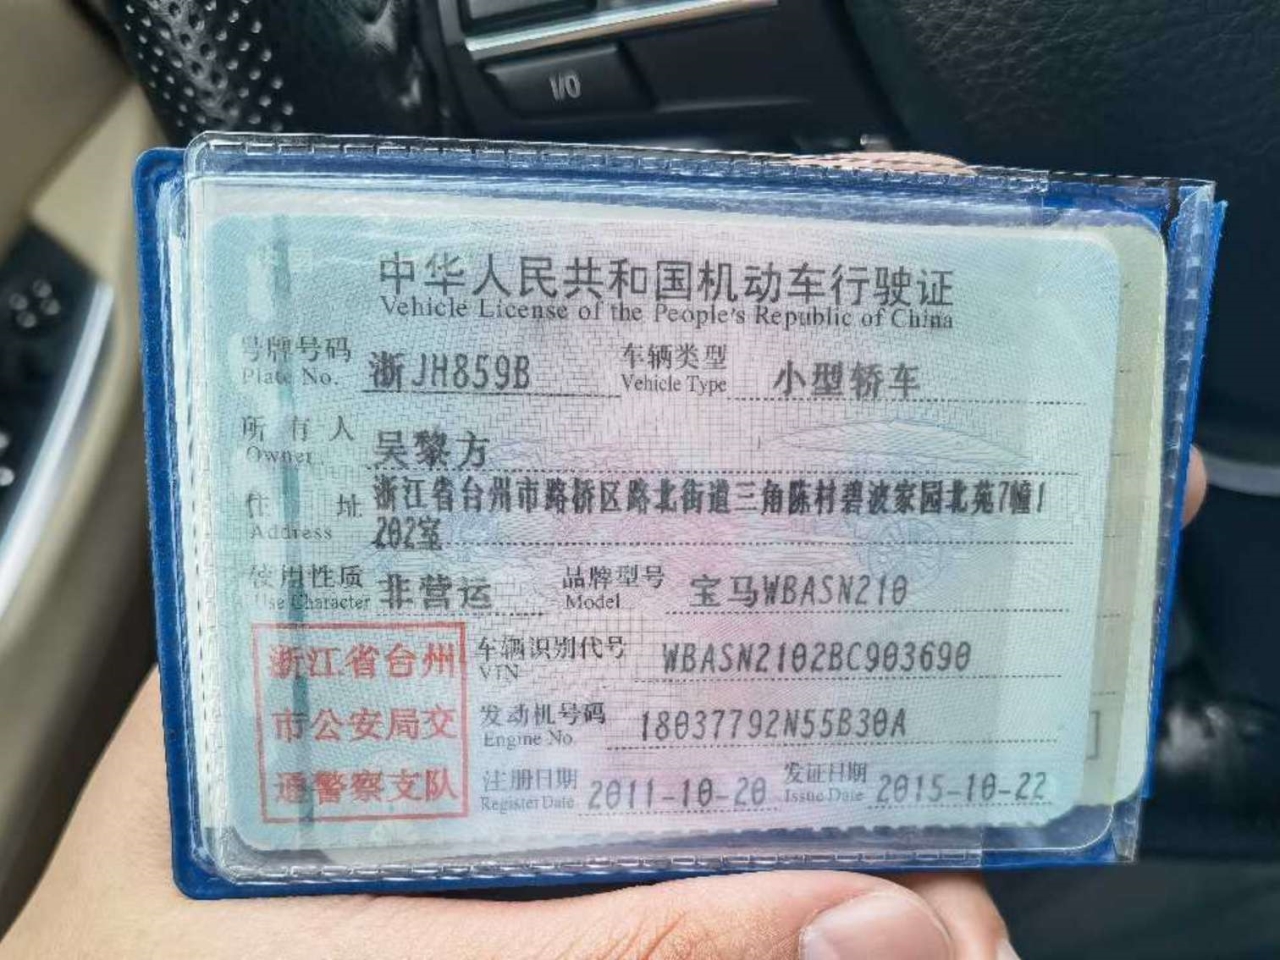 I/O
中华人民共和国机动车行驶证
Vehicle License of the People's Republic of China
号牌号码 浙JH859B 车辆类型 小型轿车
Plate No. Vehicle Type
所有人 吴黎方
Owner
住址 浙江省台州市路桥区路北街道三角陈村碧波家园北苑7幢1
Address 202室
使用性质 非营运 品牌型号 宝马WBASN210
Use Character Model
浙江省台州 车辆识别代号 WBASN2102BC903690
VIN
市公安局交 发动机号码 18037792N55B30A
Engine No.
通警察支队 注册日期 2011-10-20 发证日期 2015-10-22
Register Date Issue Date